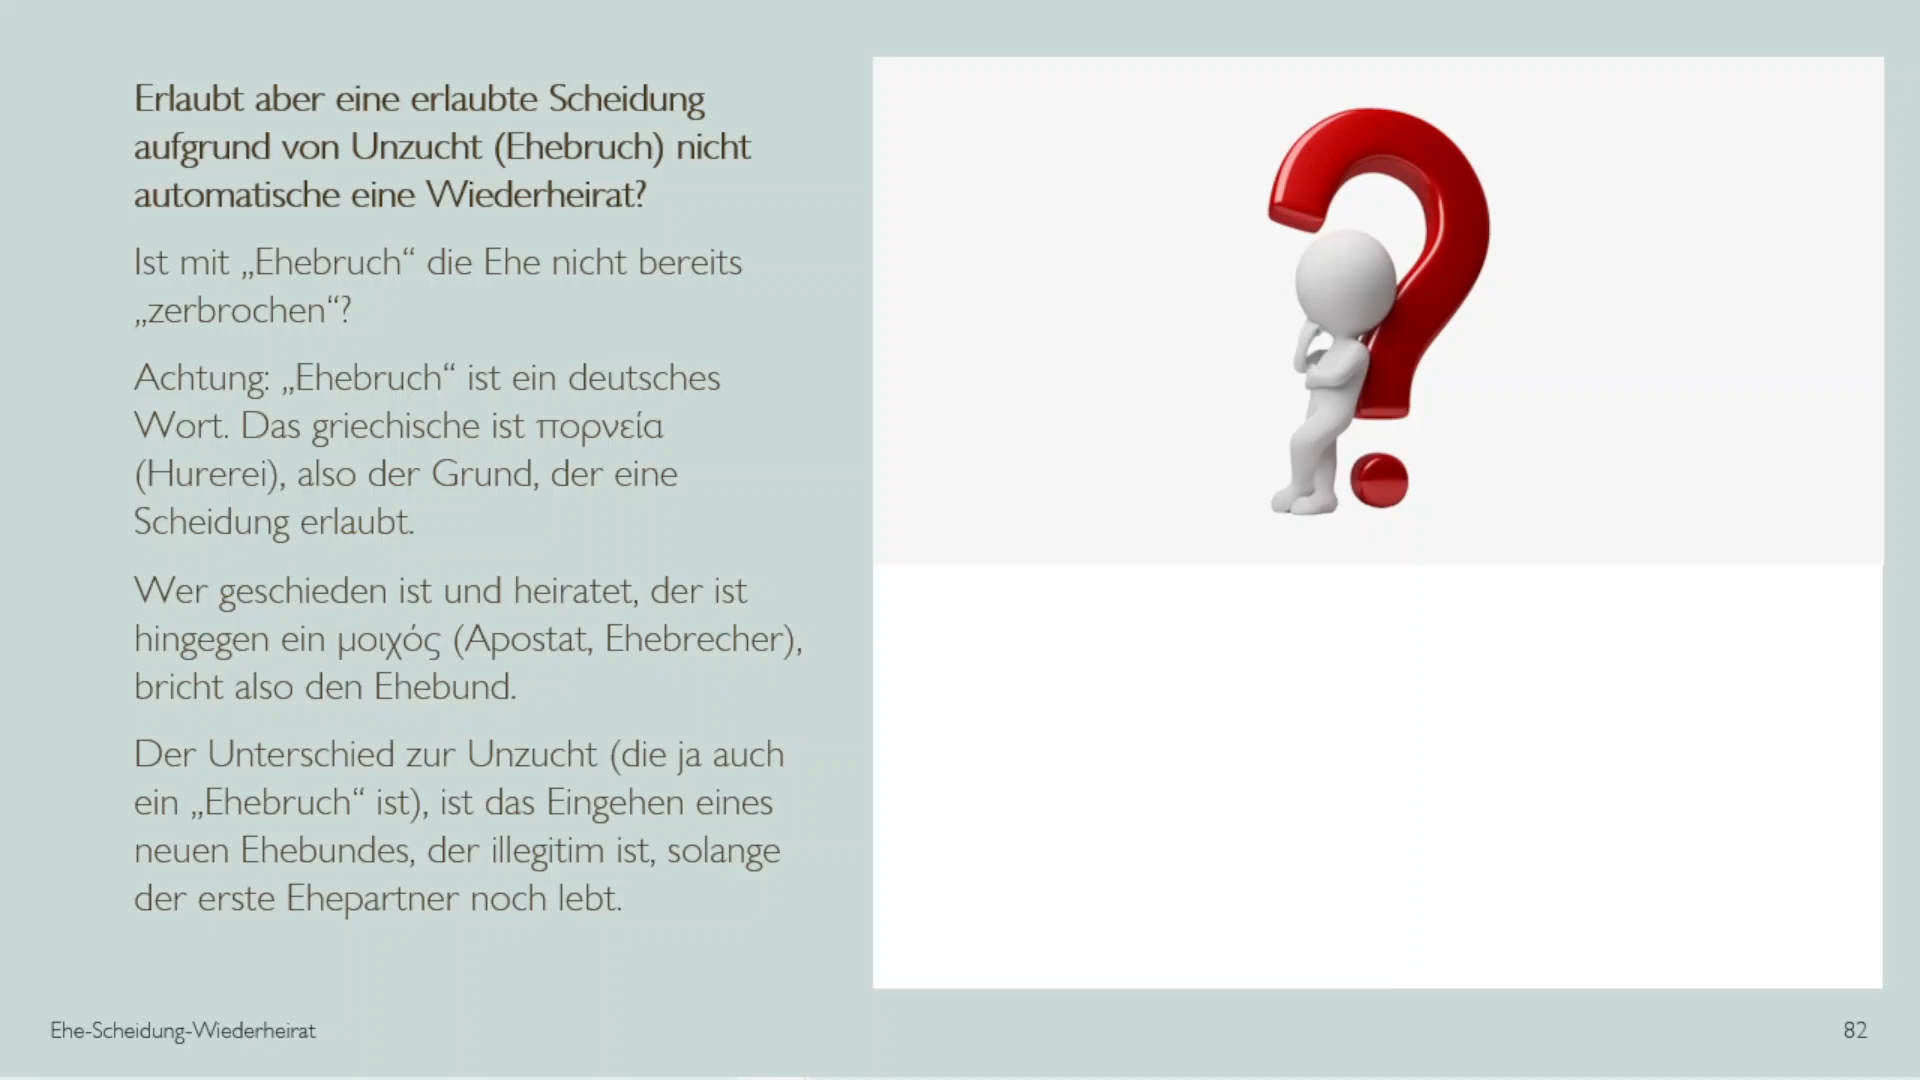 Erlaubt aber eine erlaubte Scheidung
aufgrund von Unzucht (Ehebruch) nicht
automatische eine Wiederheirat?
Ist mit „Ehebruch“ die Ehe nicht bereits
„zerbrochen“?
Achtung: „Ehebruch“ ist ein deutsches
Wort. Das griechische ist πορνεία
(Hurerei), also der Grund, der eine
Scheidung erlaubt.
Wer geschieden ist und heiratet, der ist
hingegen ein μοιχός (Apostat, Ehebrecher),
bricht also den Ehebund.
Der Unterschied zur Unzucht (die ja auch
ein „Ehebruch“ ist), ist das Eingehen eines
neuen Ehebundes, der illegitim ist, solange
der erste Ehepartner noch lebt.
Ehe-Scheidung-Wiederheirat
82